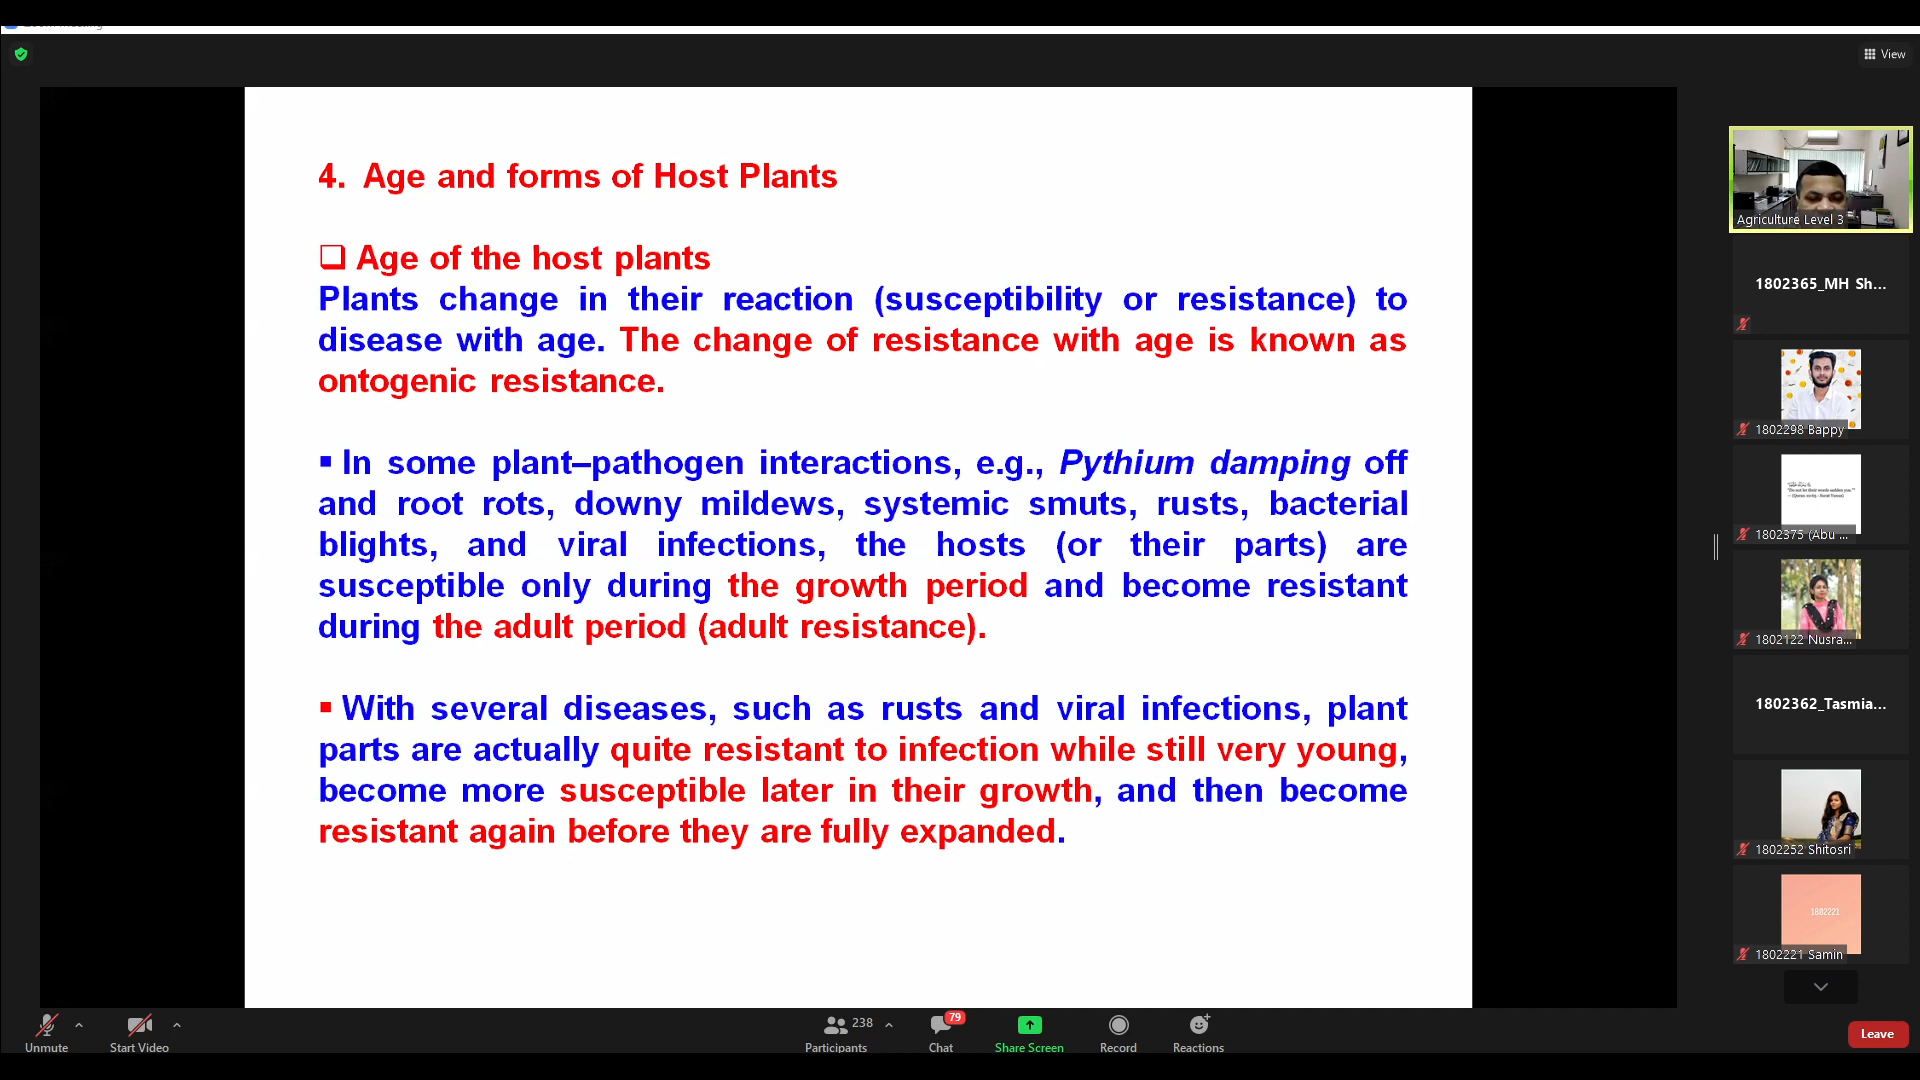 View
4. Age and forms of Host Plants
Age of the host plants
Plants change in their reaction (susceptibility or resistance) to
disease with age. The change of resistance with age is known as
ontogenic resistance.
In some plant–pathogen interactions, e.g., Pythium damping off
and root rots, downy mildews, systemic smuts, rusts, bacterial
blights, and viral infections, the hosts (or their parts) are
susceptible only during the growth period and become resistant
during the adult period (adult resistance).
With several diseases, such as rusts and viral infections, plant
parts are actually quite resistant to infection while still very young,
become more susceptible later in their growth, and then become
resistant again before they are fully expanded.
Agriculture Level 3
1802365_MH Sh...
1802298 Bappy
1802375 (Abu ...
1802122 Nusra...
1802362_Tasmia...
1802252 Shitosri
1802221
1802221 Samin
Unmute
Start Video
238
Participants
79
Chat
Share Screen
Record
Reactions
Leave